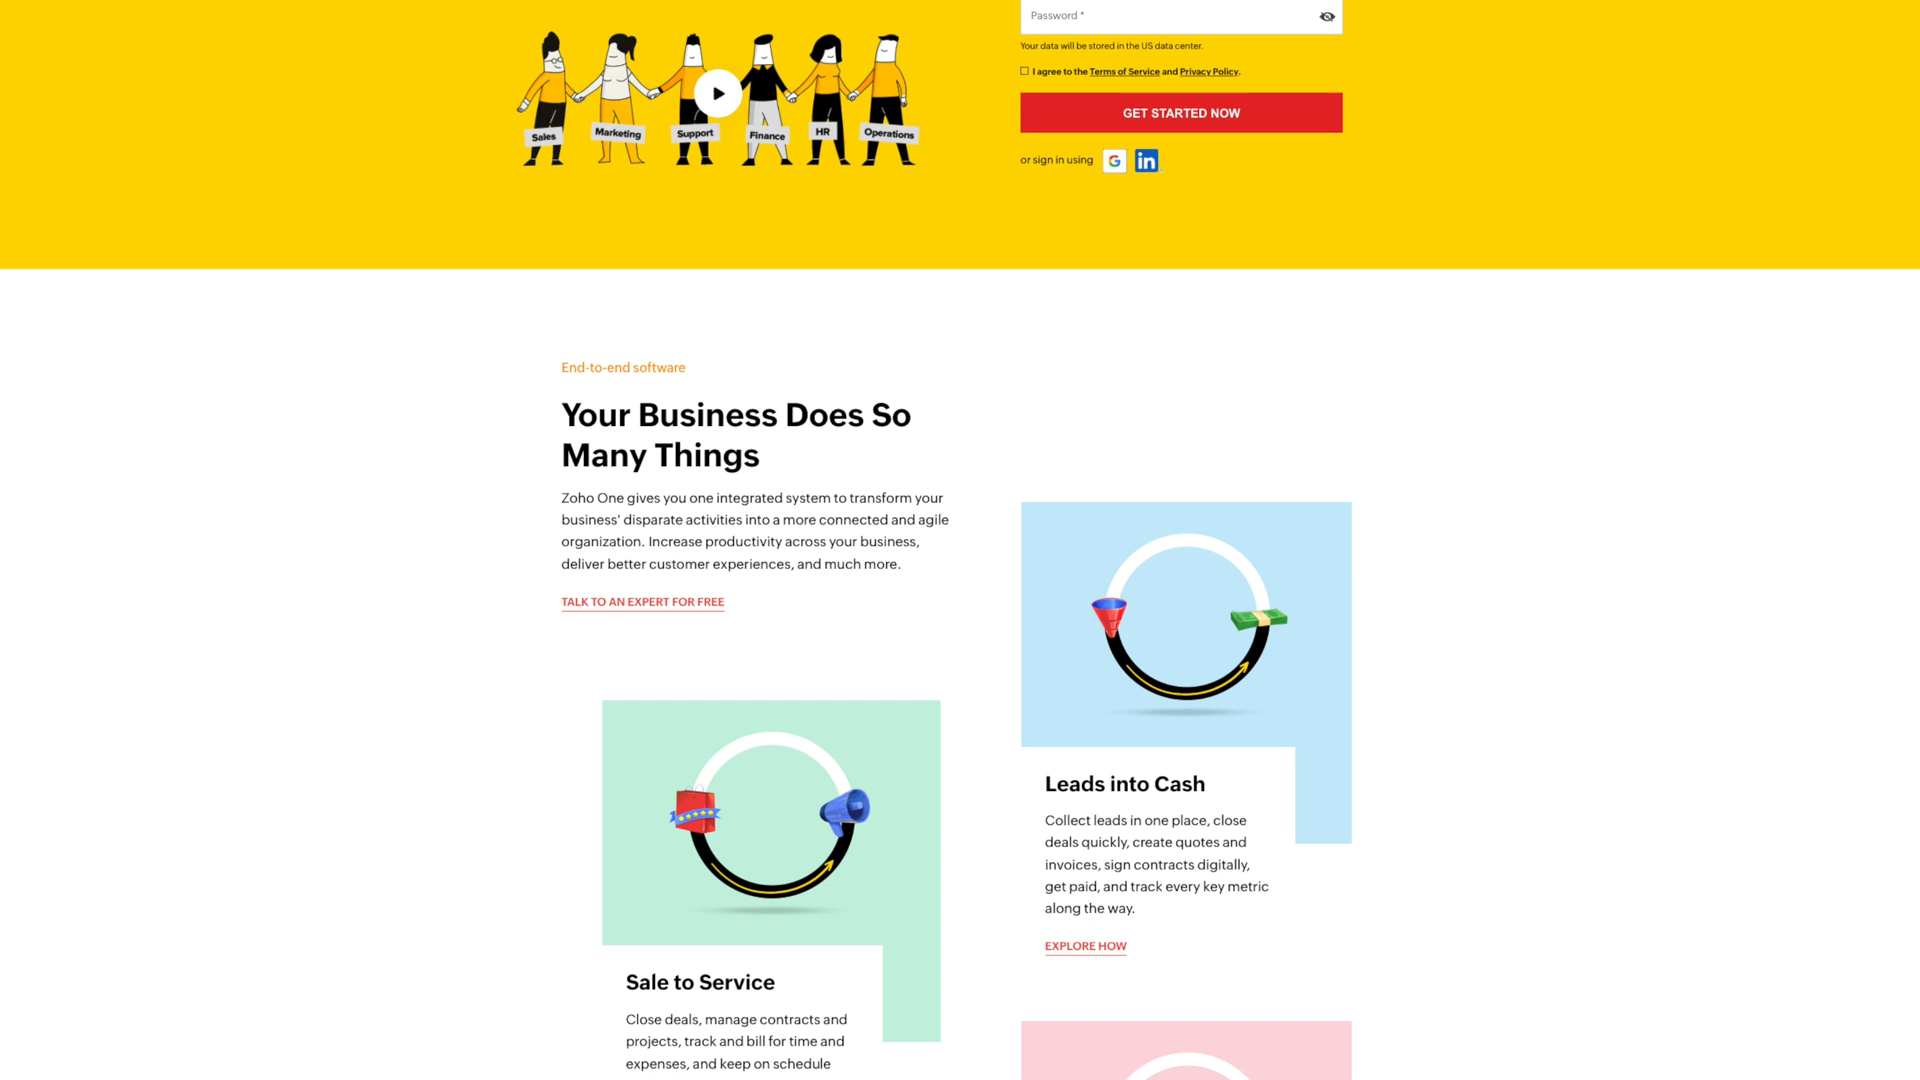 Password *
Your data will be stored in the US data center.
I agree to the Terms of Service and Privacy Policy.
GET STARTED NOW
or sign in using
in
Sales
Marketing
Support
Finance
HR
Operations
End-to-end software
Your Business Does So
Many Things
Zoho One gives you one integrated system to transform your
business' disparate activities into a more connected and agile
organization. Increase productivity across your business,
deliver better customer experiences, and much more.
TALK TO AN EXPERT FOR FREE
Leads into Cash
Collect leads in one place, close
deals quickly, create quotes and
invoices, sign contracts digitally,
get paid, and track every key metric
along the way.
EXPLORE HOW
Sale to Service
Close deals, manage contracts and
projects, track and bill for time and
expenses, and keep on schedule